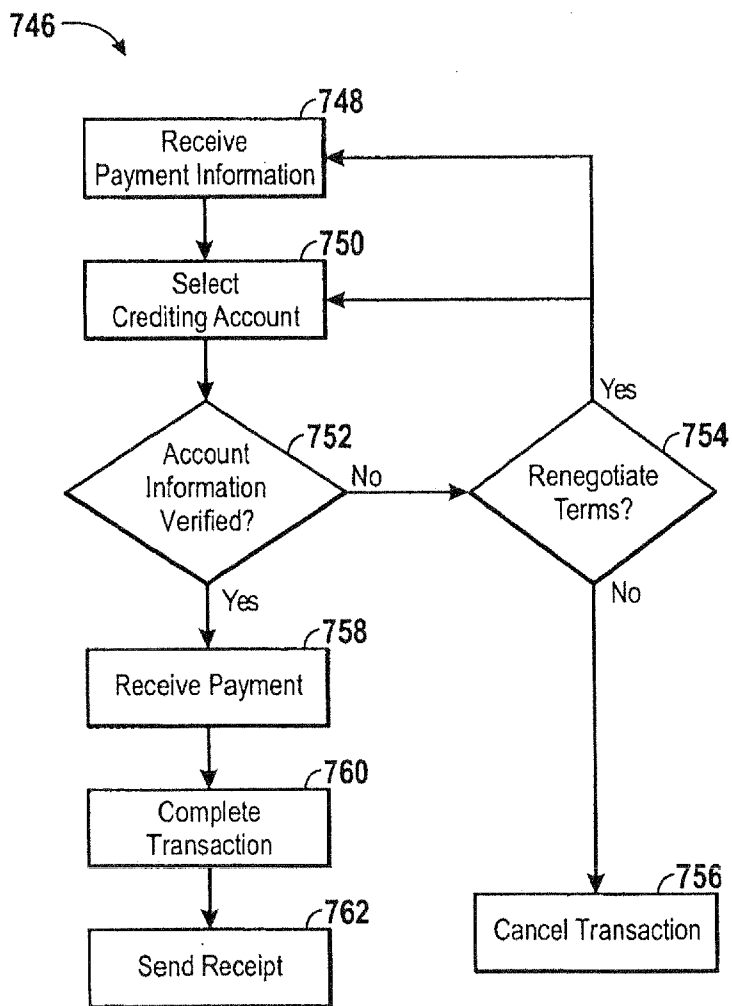 746
748
Receive
Payment Information
750
Select
Crediting Account
Yes
752
754
Account
Information
Verified?
No
Renegotiate
Terms?
Yes
No
758
Receive Payment
760
Complete
Transaction
756
Cancel Transaction
762
Send Receipt